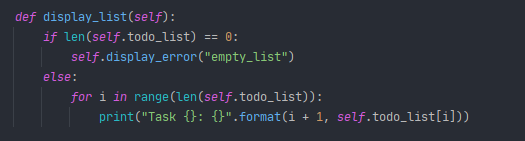 def display_list(self):
    if len(self.todo_list) == 0:
        self.display_error("empty_list")
    else:
        for i in range(len(self.todo_list)):
            print("Task {}: {}".format(i + 1, self.todo_list[i]))